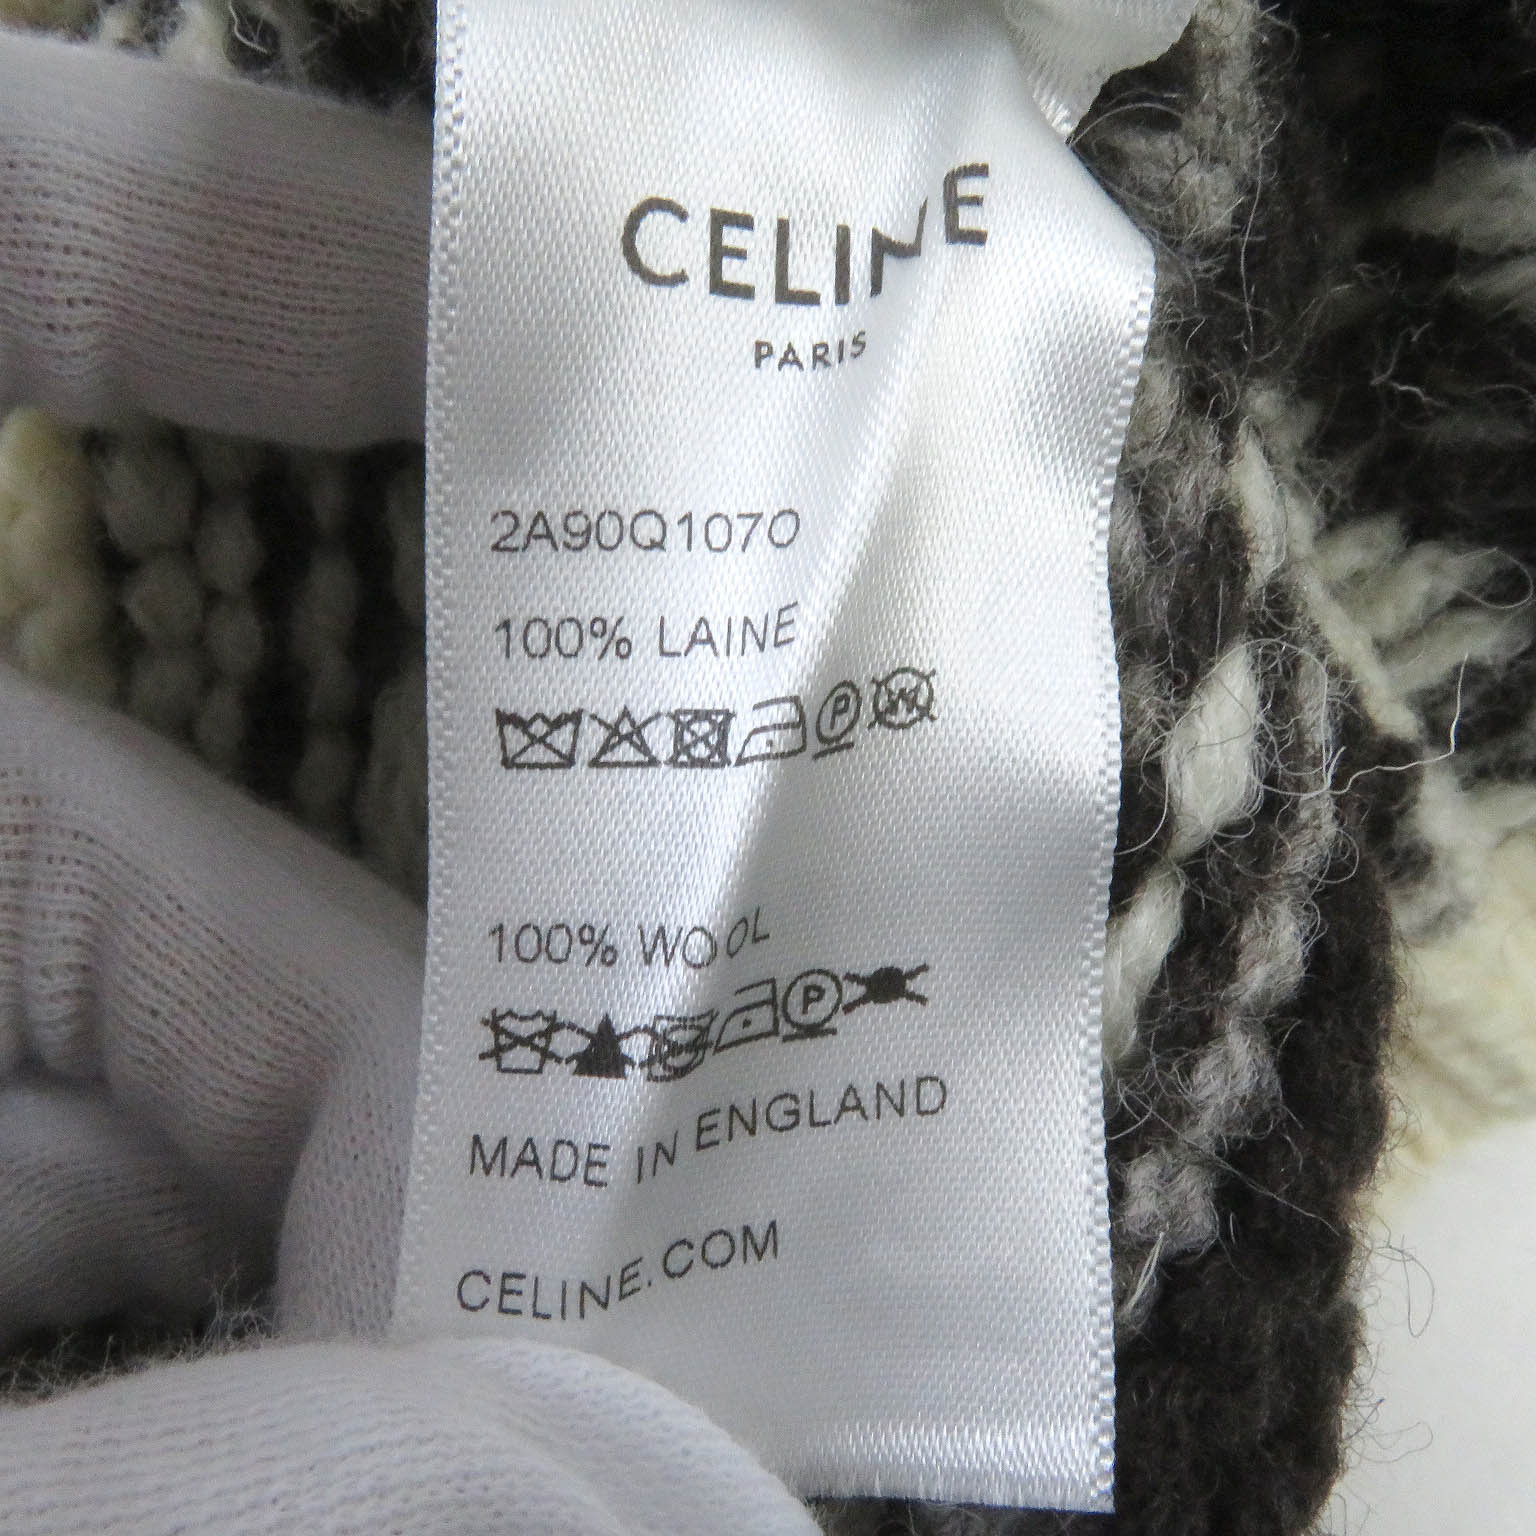 CELINE
PARIS
2A90Q1070
100% LAINE
P W
100% WOOL
P
MADE IN ENGLAND
CELINE.COM